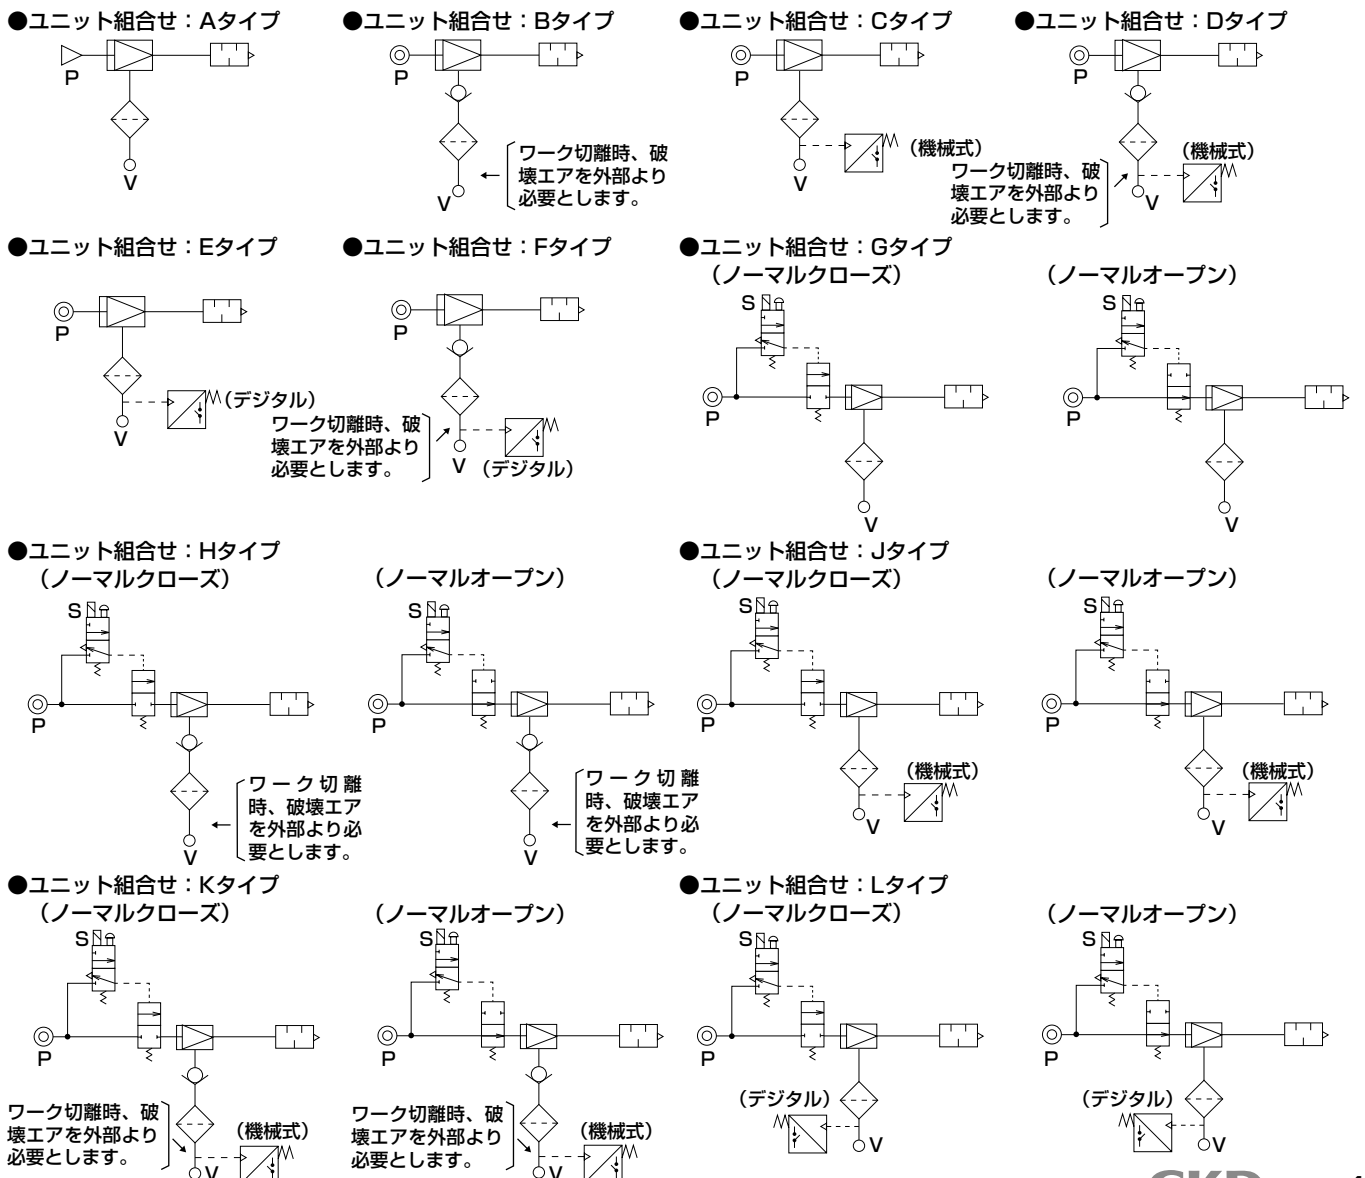 ●ユニット組合せ：Aタイプ
P
V
●ユニット組合せ：Bタイプ
P
ワーク切離時、破
壊エアを外部より
必要とします。
V
●ユニット組合せ：Cタイプ
P
（機械式）
V
●ユニット組合せ：Dタイプ
P
（機械式）
ワーク切離時、破
壊エアを外部より
必要とします。
V
●ユニット組合せ：Eタイプ
P
（デジタル）
V
●ユニット組合せ：Fタイプ
P
ワーク切離時、破
壊エアを外部より
必要とします。
V
（デジタル）
●ユニット組合せ：Gタイプ
（ノーマルクローズ）
S
P
V
（ノーマルオープン）
S
P
V
●ユニット組合せ：Hタイプ
（ノーマルクローズ）
S
P
ワーク切離
時、破壊エア
を外部より必
要とします。
V
（ノーマルオープン）
S
P
ワーク切離
時、破壊エア
を外部より必
要とします。
V
●ユニット組合せ：Jタイプ
（ノーマルクローズ）
S
P
（機械式）
V
（ノーマルオープン）
S
P
（機械式）
V
●ユニット組合せ：Kタイプ
（ノーマルクローズ）
S
P
ワーク切離時、破
壊エアを外部より
必要とします。
（機械式）
V
（ノーマルオープン）
S
P
ワーク切離時、破
壊エアを外部より
必要とします。
（機械式）
V
●ユニット組合せ：Lタイプ
（ノーマルクローズ）
S
P
（デジタル）
V
（ノーマルオープン）
S
P
（デジタル）
V